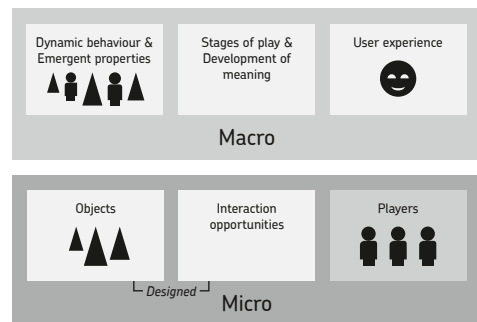 Dynamic behaviour &
Emergent properties
Stages of play &
Development of
meaning
User experience
Macro
Objects
Interaction
opportunities
Players
Designed
Micro